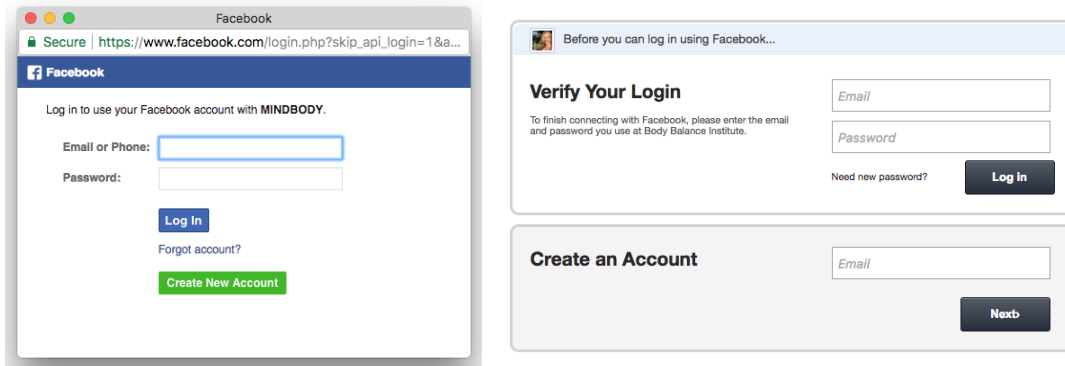 Facebook
Secure | https://www.facebook.com/login.php?skip_api_login=1&a...
Facebook
Log in to use your Facebook account with MINDBODY.
Email or Phone:
Password:
Log In
Forgot account?
Create New Account
Before you can log in using Facebook...
Verify Your Login
To finish connecting with Facebook, please enter the email
and password you use at Body Balance Institute.
Email
Password
Need new password?
Log In
Create an Account
Email
Next›